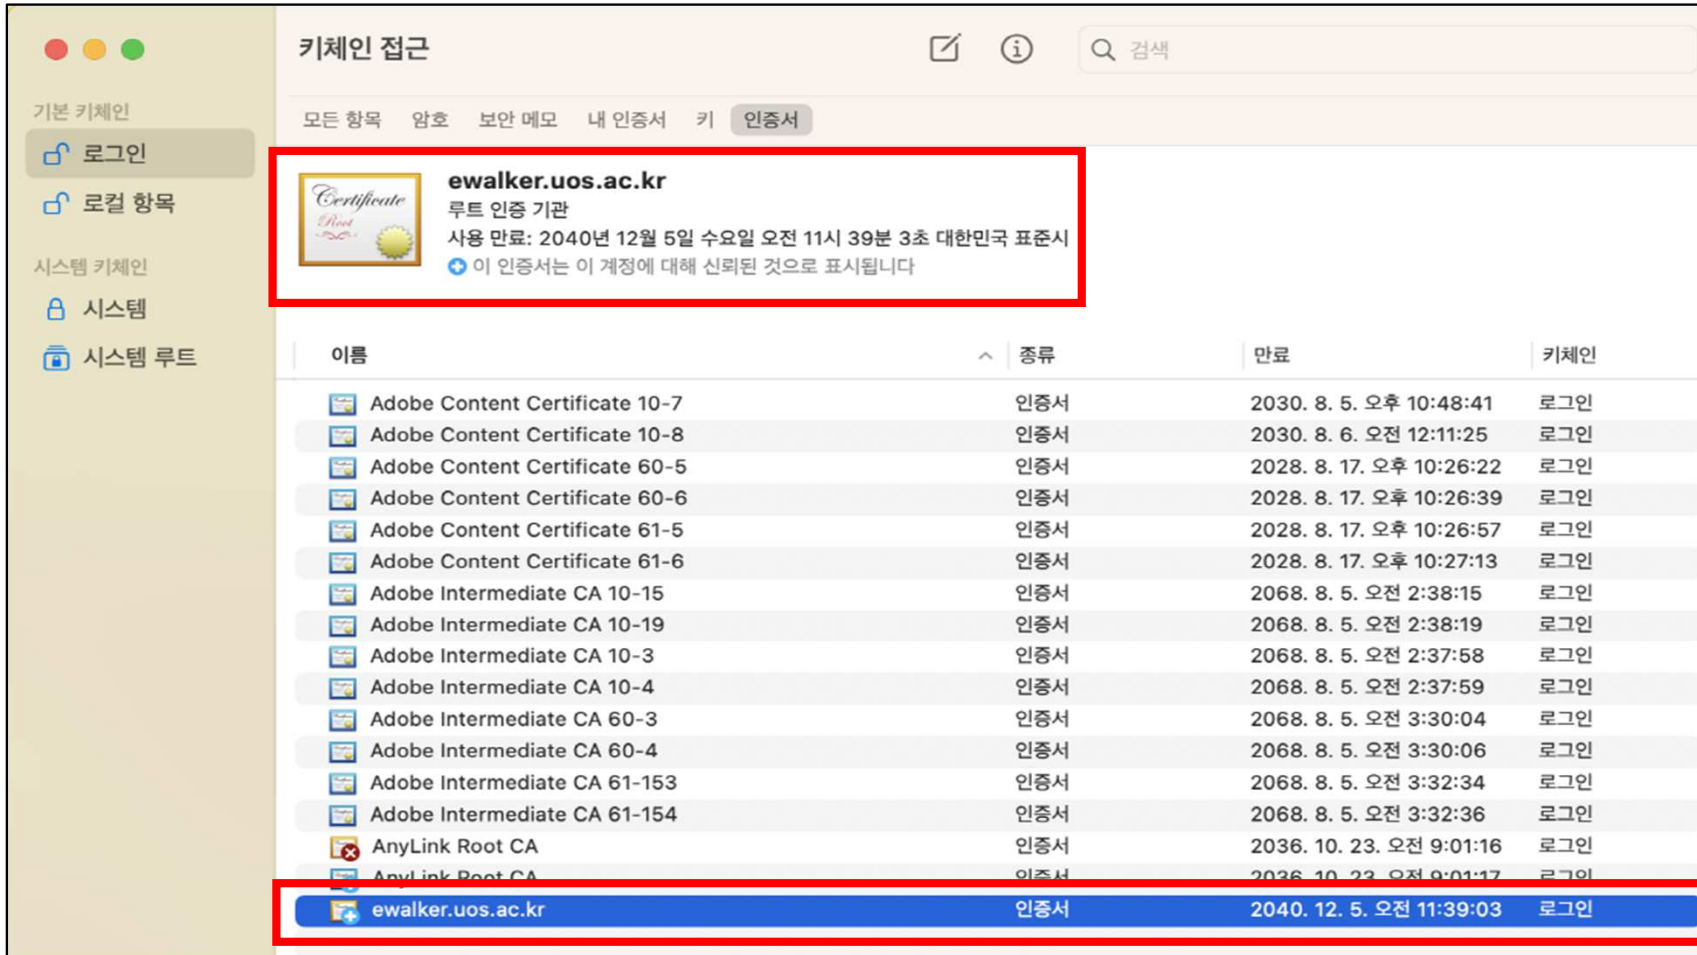 키체인 접근
검색
기본 키체인
로그인
로컬 항목
시스템 키체인
시스템
시스템 루트
모든 항목 암호 보안 메모 내 인증서 키 인증서
Certificate
Root
ewalker.uos.ac.kr
루트 인증 기관
사용 만료: 2040년 12월 5일 수요일 오전 11시 39분 3초 대한민국 표준시
이 인증서는 이 계정에 대해 신뢰된 것으로 표시됩니다
이름 종류 만료 키체인
Adobe Content Certificate 10-7 인증서 2030. 8. 5. 오후 10:48:41 로그인
Adobe Content Certificate 10-8 인증서 2030. 8. 6. 오전 12:11:25 로그인
Adobe Content Certificate 60-5 인증서 2028. 8. 17. 오후 10:26:22 로그인
Adobe Content Certificate 60-6 인증서 2028. 8. 17. 오후 10:26:39 로그인
Adobe Content Certificate 61-5 인증서 2028. 8. 17. 오후 10:26:57 로그인
Adobe Content Certificate 61-6 인증서 2028. 8. 17. 오후 10:27:13 로그인
Adobe Intermediate CA 10-15 인증서 2068. 8. 5. 오전 2:38:15 로그인
Adobe Intermediate CA 10-19 인증서 2068. 8. 5. 오전 2:38:19 로그인
Adobe Intermediate CA 10-3 인증서 2068. 8. 5. 오전 2:37:58 로그인
Adobe Intermediate CA 10-4 인증서 2068. 8. 5. 오전 2:37:59 로그인
Adobe Intermediate CA 60-3 인증서 2068. 8. 5. 오전 3:30:04 로그인
Adobe Intermediate CA 60-4 인증서 2068. 8. 5. 오전 3:30:06 로그인
Adobe Intermediate CA 61-153 인증서 2068. 8. 5. 오전 3:32:34 로그인
Adobe Intermediate CA 61-154 인증서 2068. 8. 5. 오전 3:32:36 로그인
AnyLink Root CA 인증서 2036. 10. 23. 오전 9:01:16 로그인
AnyLink Root CA 인증서 2036. 10. 23. 오전 9:01:17 로그인
ewalker.uos.ac.kr 인증서 2040. 12. 5. 오전 11:39:03 로그인